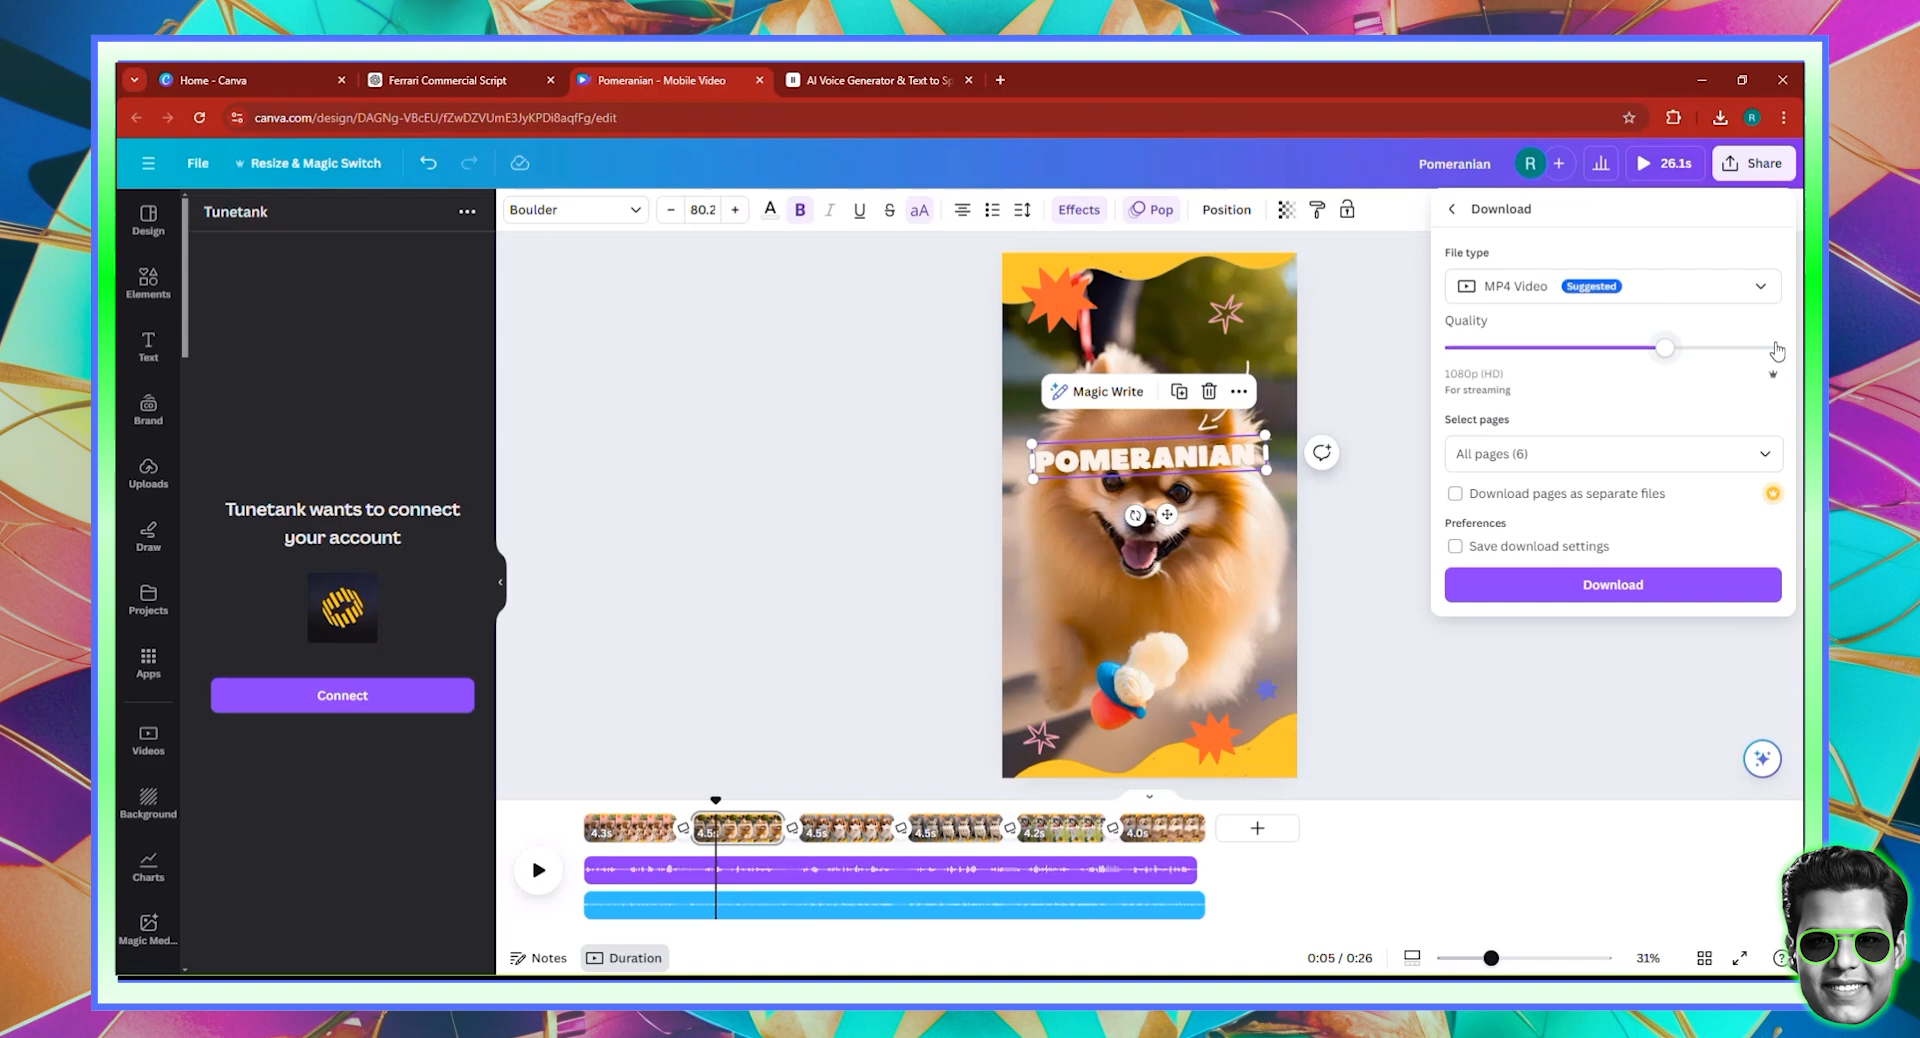 Home - Canva
Ferrari Commercial Script
Pomeranian - Mobile Video
AI Voice Generator & Text to Sp
canva.com/design/DAGNg-VBcEU/fZwDZVUmE3JyKPDi8aqfFg/edit
R
File
Resize & Magic Switch
Pomeranian
R
26.1s
Share
Design
Elements
Text
Brand
Uploads
Draw
Projects
Apps
Videos
Background
Charts
Magic Med...
Tunetank
Tunetank wants to connect
your account
Connect
Boulder
80.2
A
B
I
U
S
aA
Effects
Pop
Position
Magic Write
POMERANIAN
Download
File type
MP4 Video
Suggested
Quality
1080p (HD)
For streaming
Select pages
All pages (6)
Download pages as separate files
Preferences
Save download settings
Download
4.3s
4.5s
4.5s
4.5s
4.2s
4.0s
Notes
Duration
0:05 / 0:26
31%